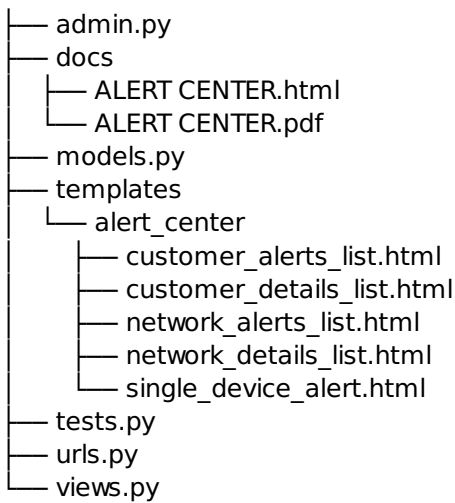 ├── admin.py
├── docs
│   ├── ALERT CENTER.html
│   └── ALERT CENTER.pdf
├── models.py
├── templates
│   └── alert_center
│       ├── customer_alerts_list.html
│       ├── customer_details_list.html
│       ├── network_alerts_list.html
│       ├── network_details_list.html
│       └── single_device_alert.html
├── tests.py
├── urls.py
└── views.py